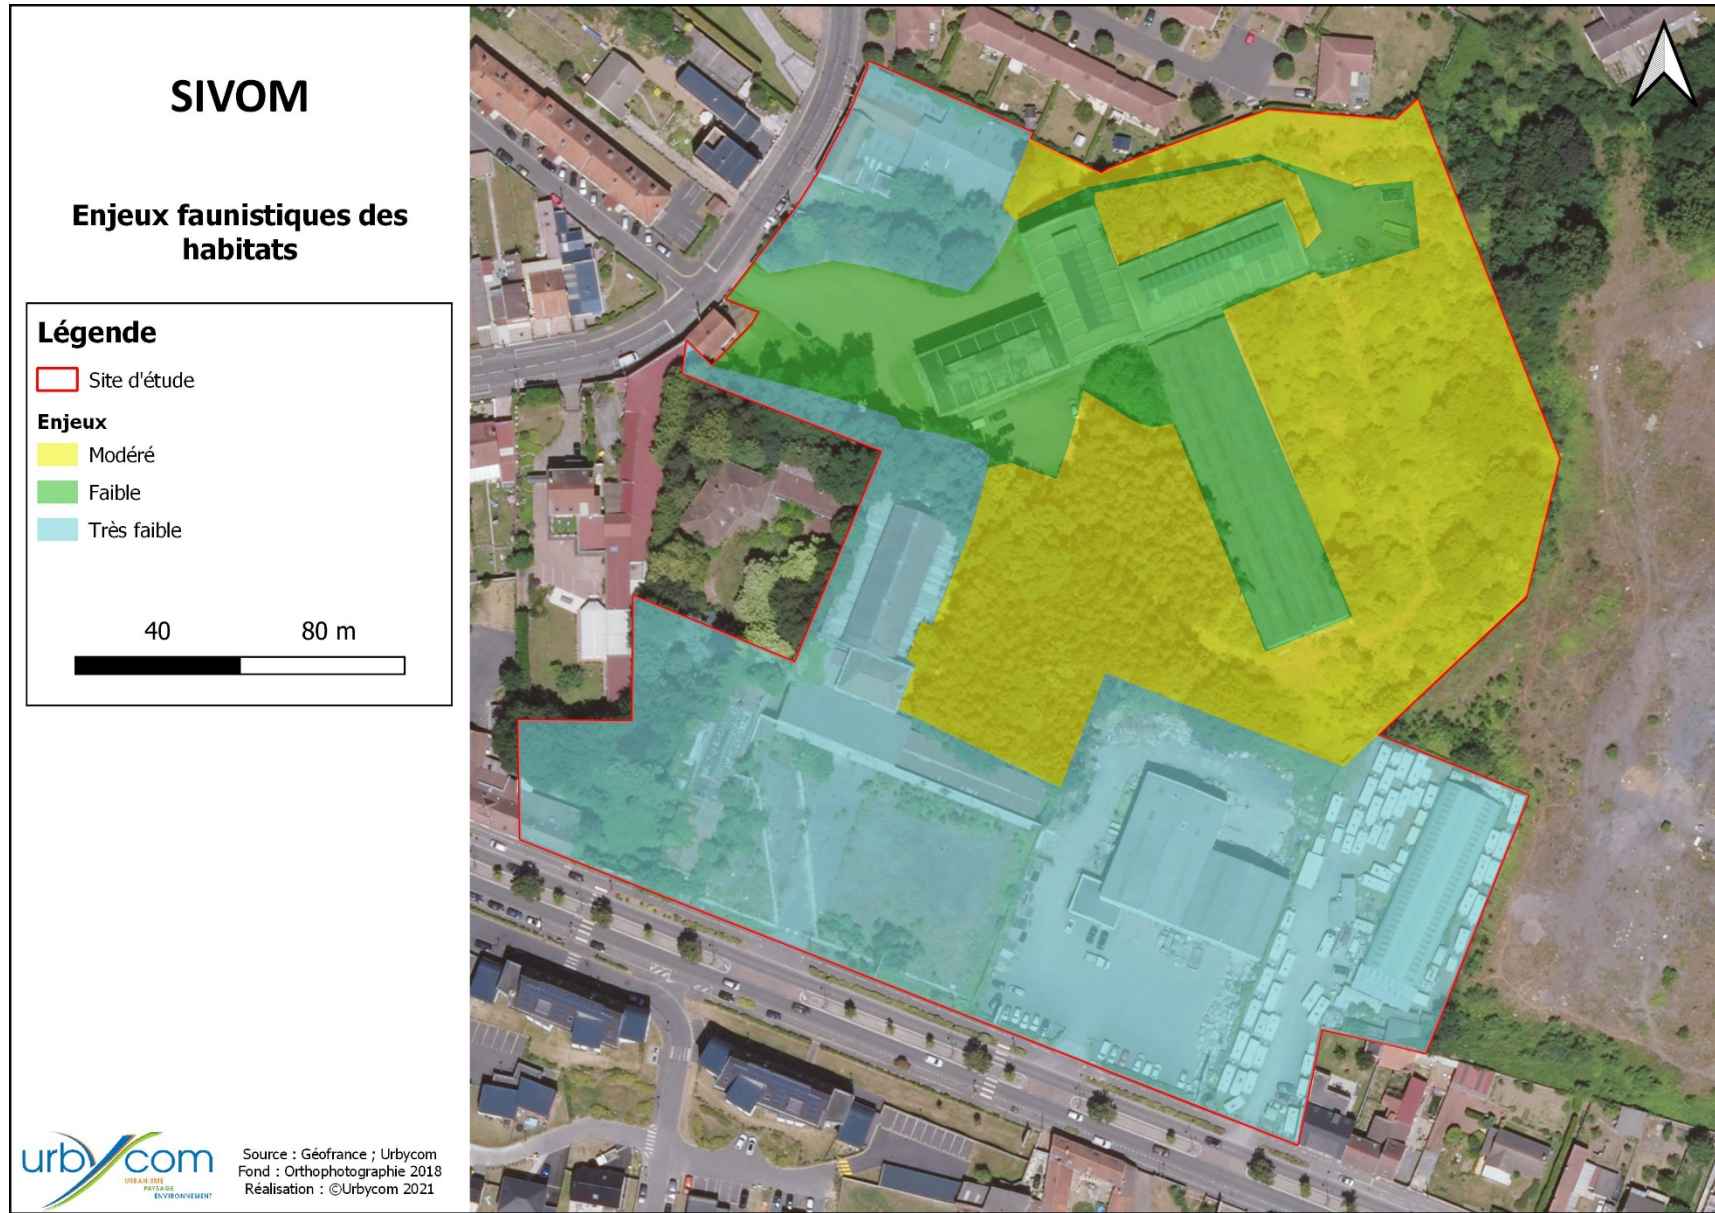 SIVOM
Enjeux faunistiques des
habitats
Légende
Site d'étude
Enjeux
Modéré
Faible
Très faible
40 80 m
urbycom
URBANISME
PAYSAGE
ENVIRONNEMENT
Source : Géofrance ; Urbycom
Fond : Orthophotographie 2018
Réalisation : ©Urbycom 2021